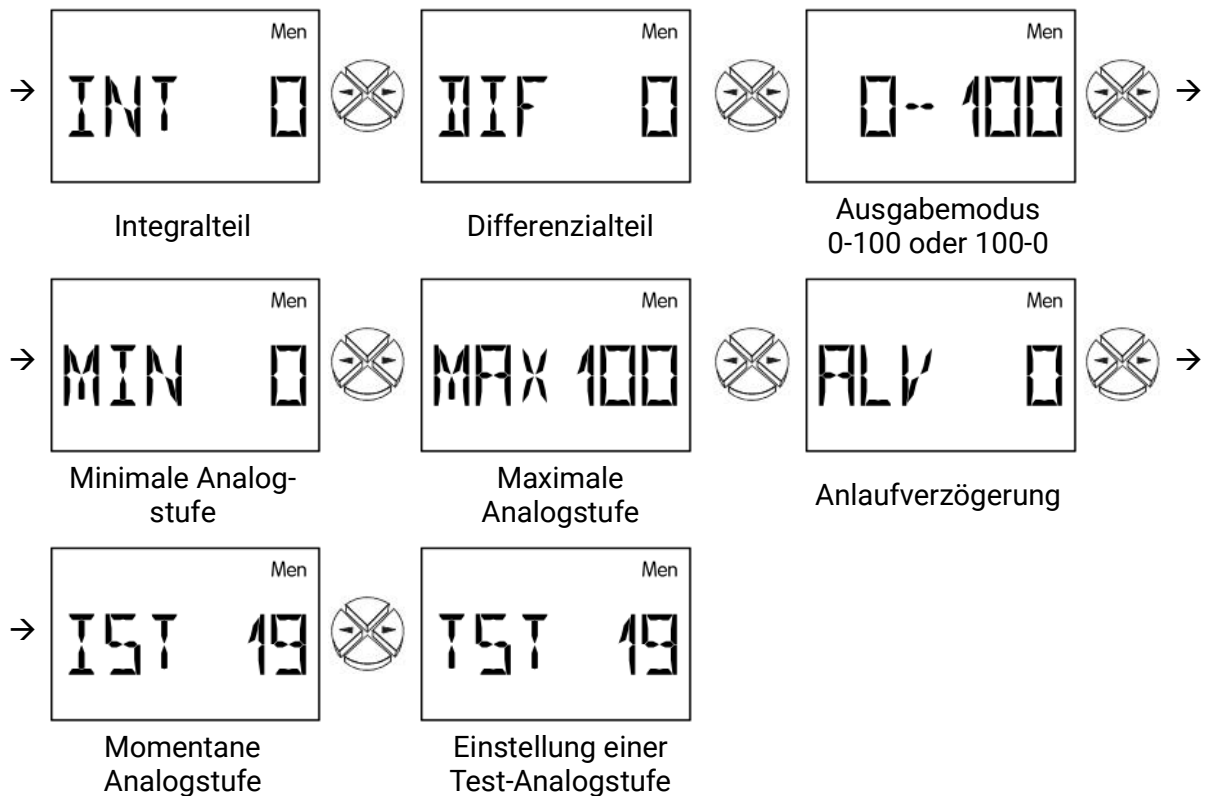 Men
Men
Men
→ INT 0
DIF 0
0--100 →
Integralteil
Differenzialteil
Ausgabemodus
0-100 oder 100-0
Men
Men
Men
→ MIN 0
MAX 100
ALV 0 →
Minimale Analog-
stufe
Maximale
Analogstufe
Anlaufverzögerung
Men
Men
→ IST 19
TST 19
Momentane
Analogstufe
Einstellung einer
Test-Analogstufe